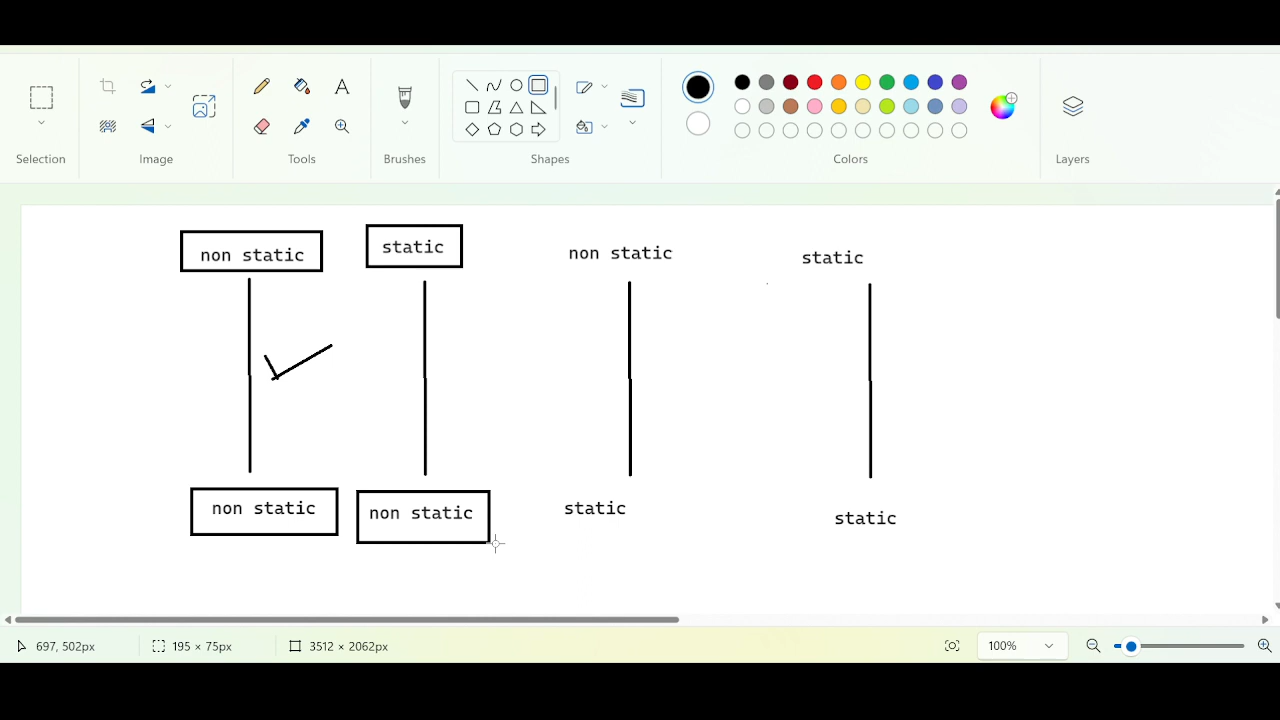 A
Selection
Image
Tools
Brushes
Shapes
Colors
Layers
non static
static
non static
static
non static
non static
static
static
697, 502px
195 × 75px
3512 × 2062px
100%